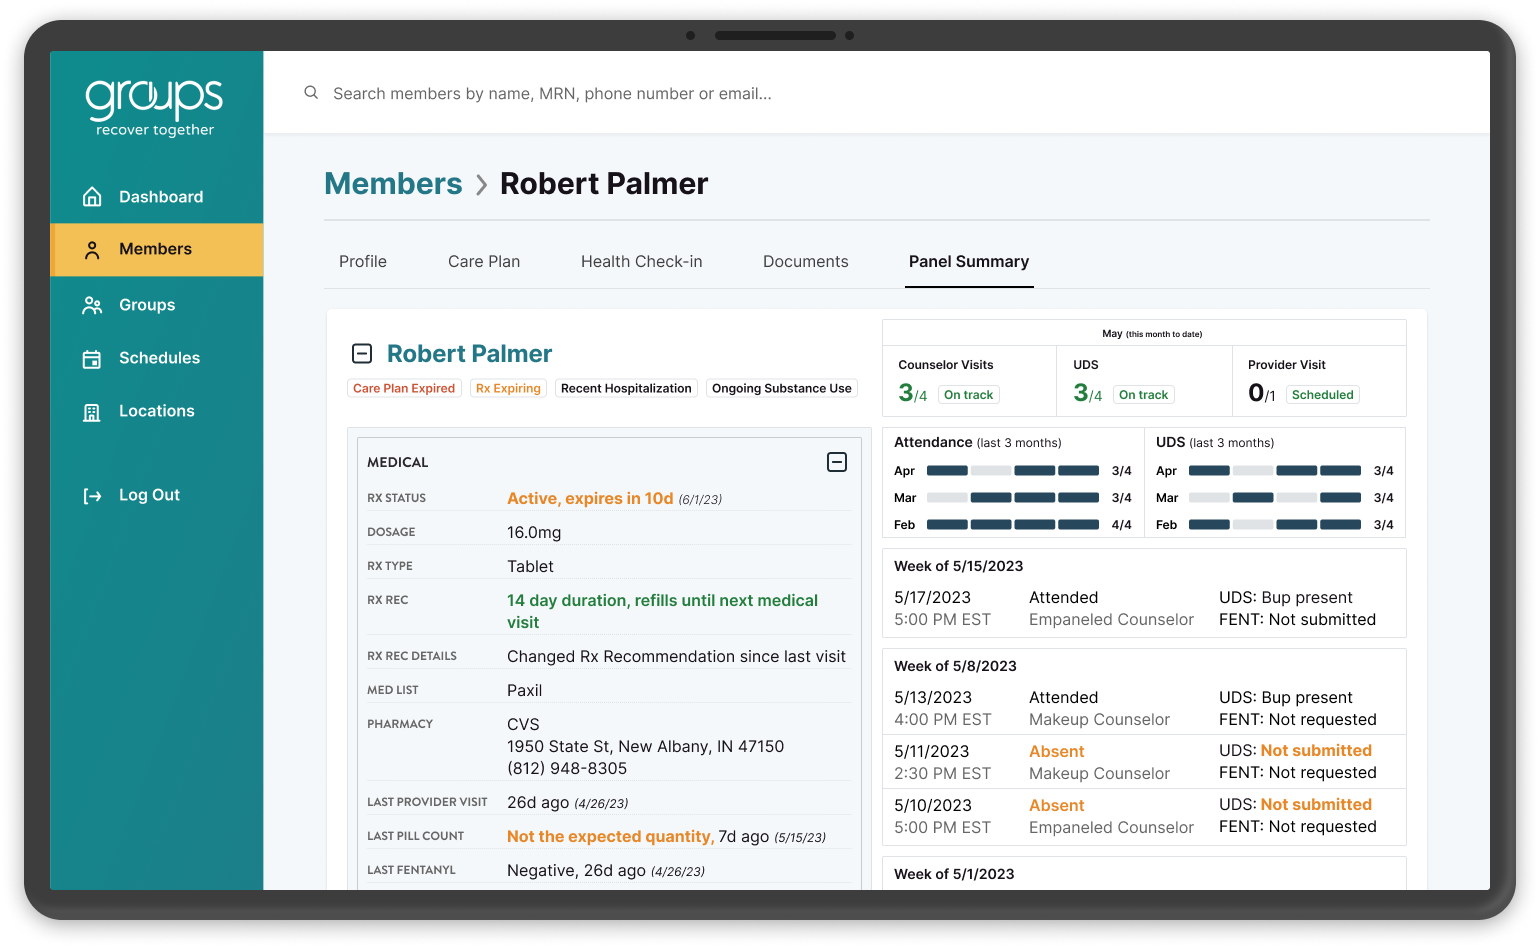 groups
recover together
Search members by name, MRN, phone number or email...
Dashboard
Members
Groups
Schedules
Locations
Log Out
Members > Robert Palmer
Profile
Care Plan
Health Check-in
Documents
Panel Summary
Robert Palmer
Care Plan Expired
Rx Expiring
Recent Hospitalization
Ongoing Substance Use
MEDICAL
RX STATUS
Active, expires in 10d (6/1/23)
DOSAGE
16.0mg
RX TYPE
Tablet
RX REC
14 day duration, refills until next medical
visit
RX REC DETAILS
Changed Rx Recommendation since last visit
MED LIST
Paxil
PHARMACY
CVS
1950 State St, New Albany, IN 47150
(812) 948-8305
LAST PROVIDER VISIT
26d ago (4/26/23)
LAST PILL COUNT
Not the expected quantity, 7d ago (5/15/23)
LAST FENTANYL
Negative, 26d ago (4/26/23)
May (this month to date)
Counselor Visits
3/4 On track
UDS
3/4 On track
Provider Visit
0/1 Scheduled
Attendance (last 3 months)
Apr 3/4
Mar 3/4
Feb 4/4
UDS (last 3 months)
Apr 3/4
Mar 3/4
Feb 3/4
Week of 5/15/2023
5/17/2023 Attended UDS: Bup present
5:00 PM EST Empaneled Counselor FENT: Not submitted
Week of 5/8/2023
5/13/2023 Attended UDS: Bup present
4:00 PM EST Makeup Counselor FENT: Not requested
5/11/2023 Absent UDS: Not submitted
2:30 PM EST Makeup Counselor FENT: Not requested
5/10/2023 Absent UDS: Not submitted
5:00 PM EST Empaneled Counselor FENT: Not requested
Week of 5/1/2023